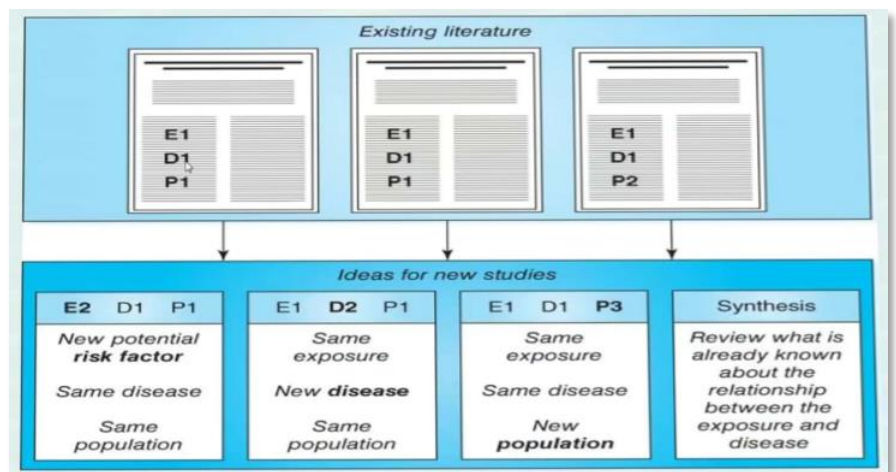 Existing literature
E1
D1
P1
E1
D1
P1
E1
D1
P2
Ideas for new studies
E2 D1 P1
New potential
risk factor
Same disease
Same
population
E1 D2 P1
Same
exposure
New disease
Same
population
E1 D1 P3
Same
exposure
Same disease
New
population
Synthesis
Review what is
already known
about the
relationship
between the
exposure and
disease